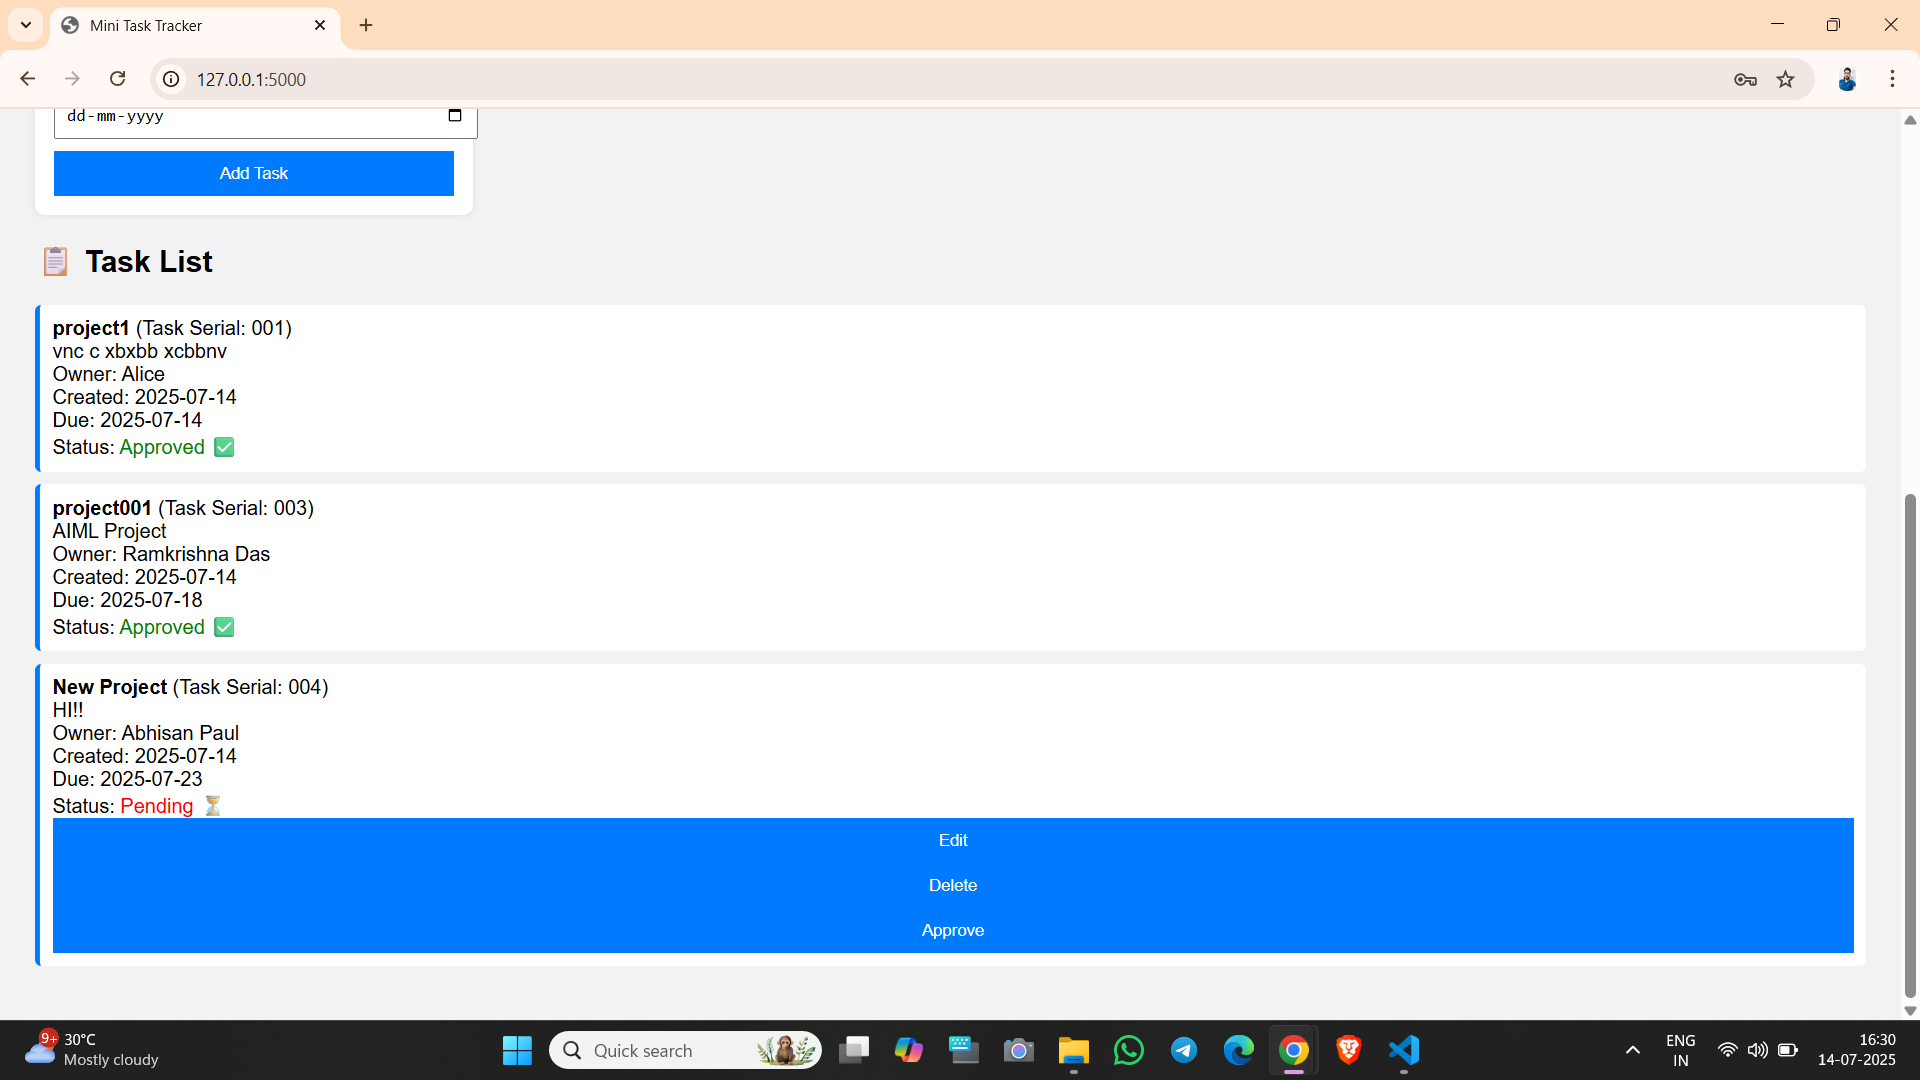 Mini Task Tracker
127.0.0.1:5000
dd-mm-yyyy
Add Task
📋 Task List
project1 (Task Serial: 001)
vnc c xbxbb xcbbnv
Owner: Alice
Created: 2025-07-14
Due: 2025-07-14
Status: Approved ✅
project001 (Task Serial: 003)
AIML Project
Owner: Ramkrishna Das
Created: 2025-07-14
Due: 2025-07-18
Status: Approved ✅
New Project (Task Serial: 004)
HI!!
Owner: Abhisan Paul
Created: 2025-07-14
Due: 2025-07-23
Status: Pending ⏳
Edit
Delete
Approve
9+
30°C
Mostly cloudy
Quick search
ENG
IN
16:30
14-07-2025